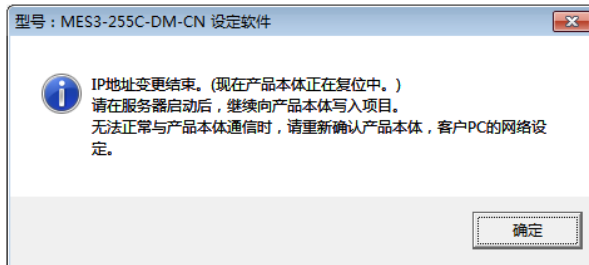 型号：MES3-255C-DM-CN 设定软件
IP地址变更结束。(现在产品本体正在复位中。)
请在服务器启动后，继续向产品本体写入项目。
无法正常与产品本体通信时，请重新确认产品本体，客户PC的网络设
定。
确定